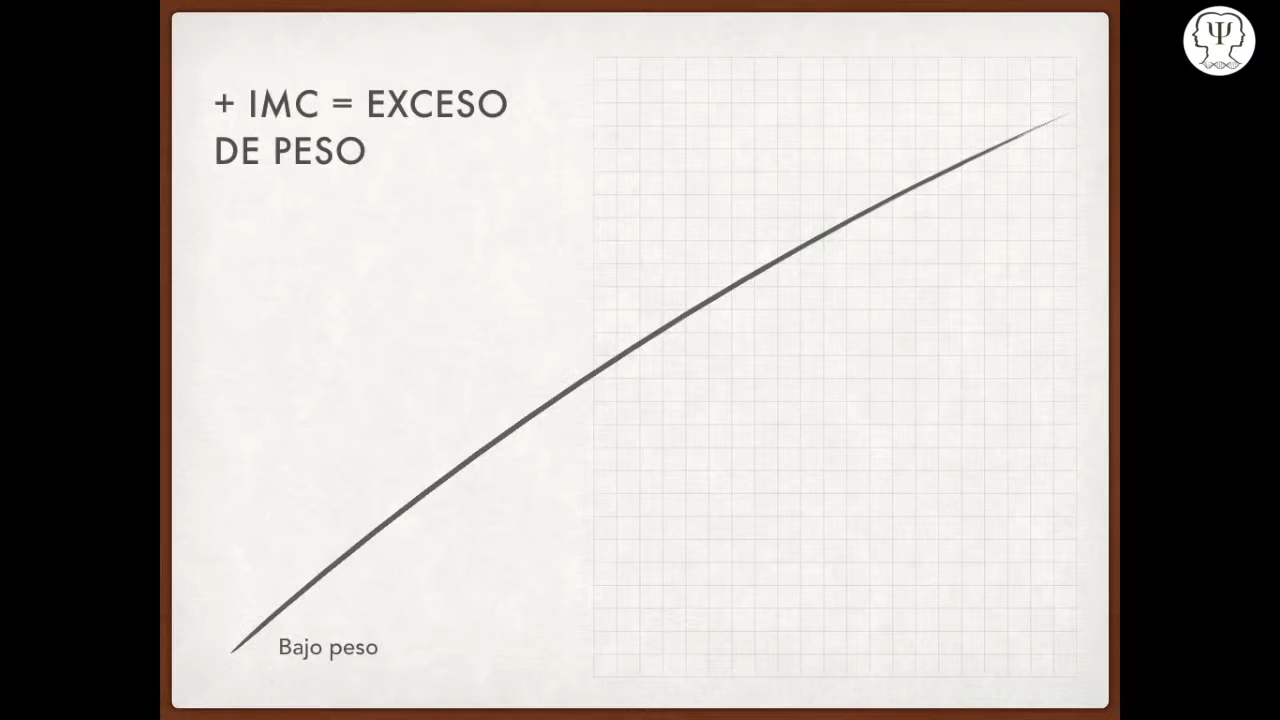 + IMC = EXCESO
DE PESO
Ψ
Bajo peso